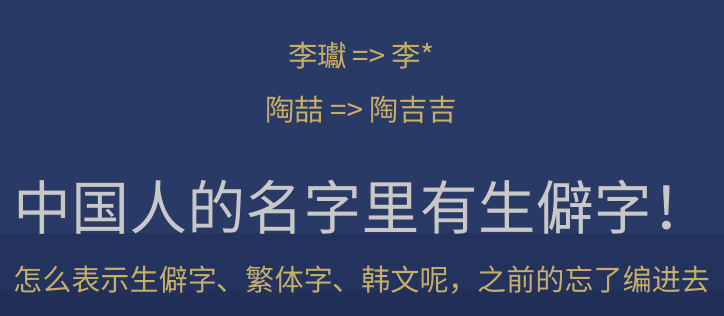 李瓛 => 李*
陶喆 => 陶吉吉
中国人的名字里有生僻字！
怎么表示生僻字、繁体字、韩文呢，之前的忘了编进去